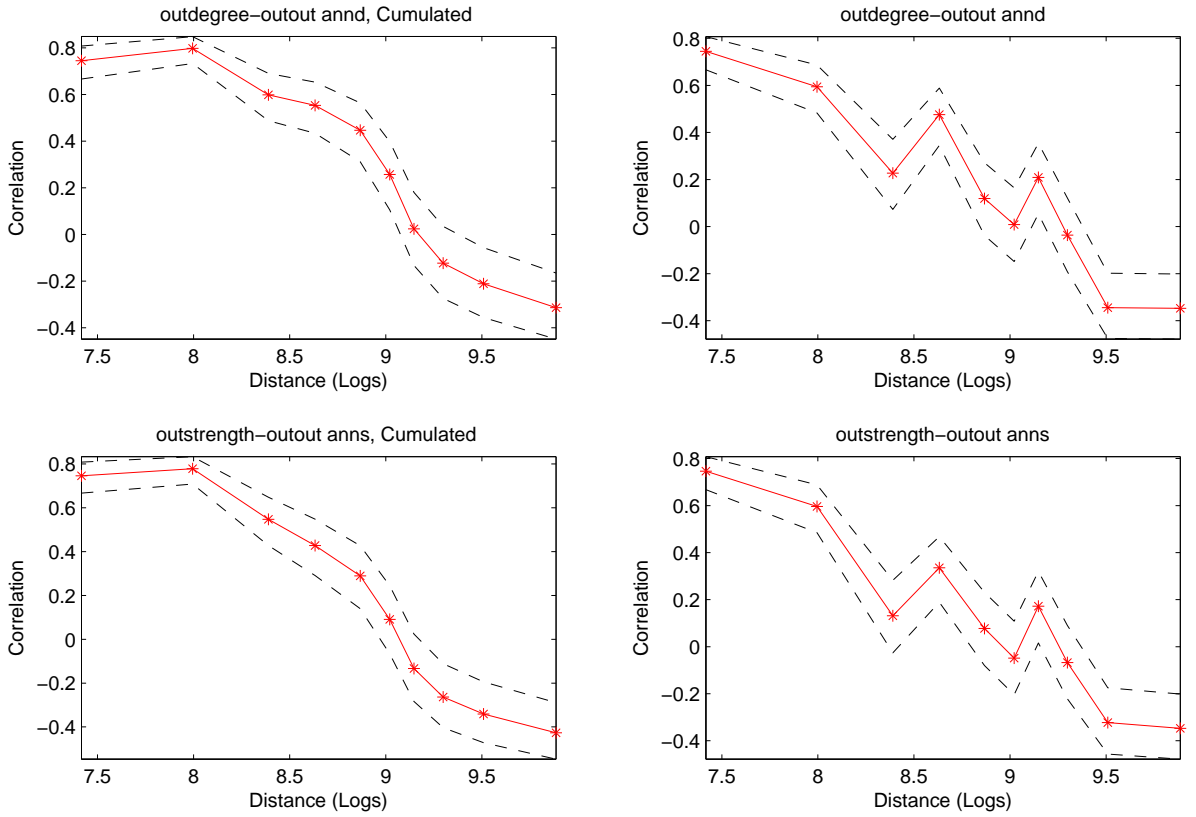 outdegree−outout annd, Cumulated
0.8
0.6
0.4
0.2
0
−0.2
−0.4
Correlation
7.5 8 8.5 9 9.5
Distance (Logs)
outdegree−outout annd
0.8
0.6
0.4
0.2
0
−0.2
−0.4
Correlation
7.5 8 8.5 9 9.5
Distance (Logs)
outstrength−outout anns, Cumulated
0.8
0.6
0.4
0.2
0
−0.2
−0.4
Correlation
7.5 8 8.5 9 9.5
Distance (Logs)
outstrength−outout anns
0.8
0.6
0.4
0.2
0
−0.2
−0.4
Correlation
7.5 8 8.5 9 9.5
Distance (Logs)